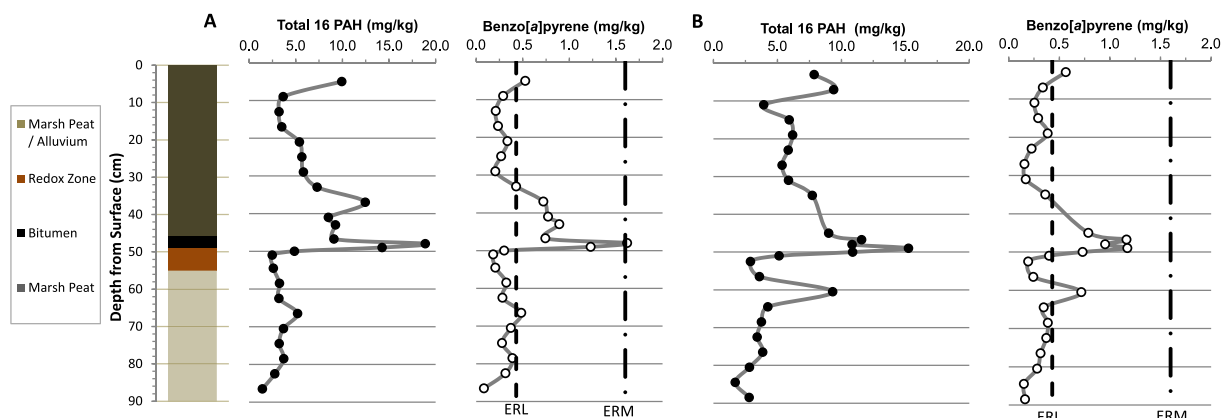 A
Total 16 PAH (mg/kg)
0.0 5.0 10.0 15.0 20.0
Benzo[a]pyrene (mg/kg)
0.0 0.5 1.0 1.5 2.0
B
Total 16 PAH (mg/kg)
0.0 5.0 10.0 15.0 20.0
Benzo[a]pyrene (mg/kg)
0.0 0.5 1.0 1.5 2.0
Marsh Peat
/ Alluvium
Redox Zone
Bitumen
Marsh Peat
Depth from Surface (cm)
0
10
20
30
40
50
60
70
80
90
ERL ERM
ERL ERM